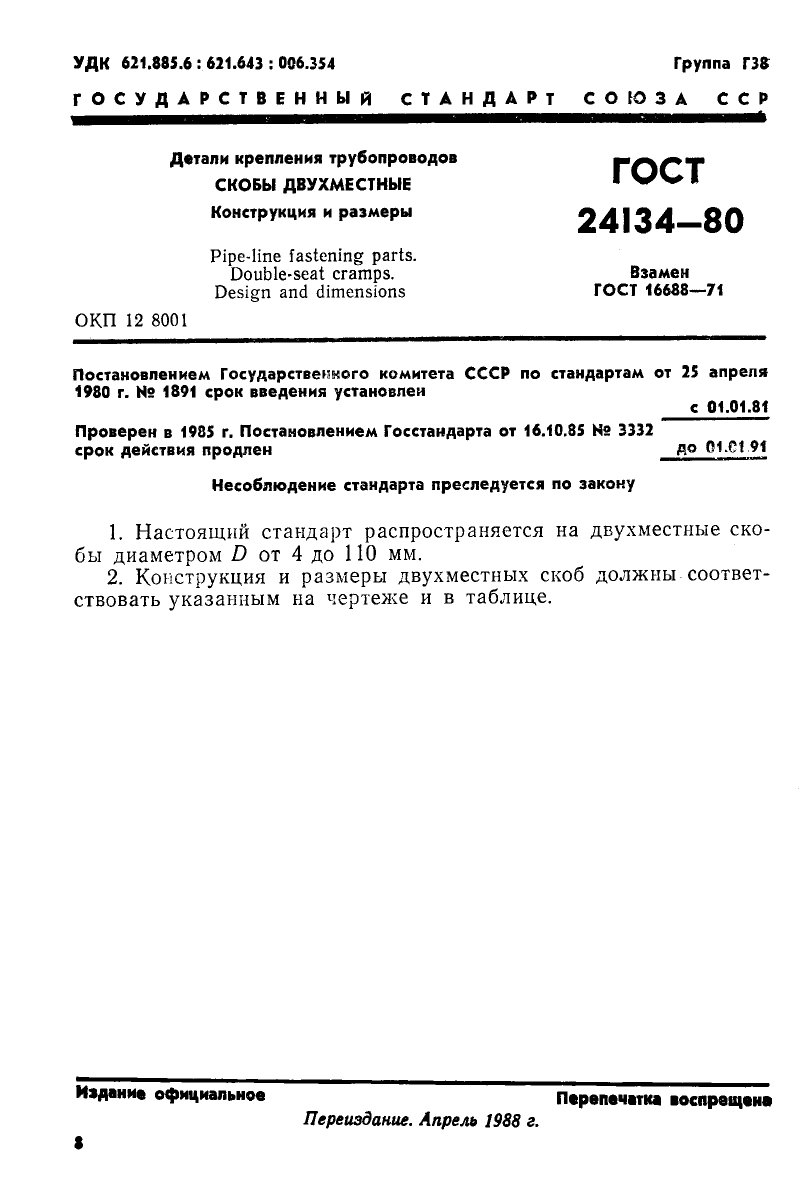 УДК 621.885.6 : 621.643 : 006.354 Группа Г38
ГОСУДАРСТВЕННЫЙ СТАНДАРТ СОЮЗА ССР
Детали крепления трубопроводов
СКОБЫ ДВУХМЕСТНЫЕ
Конструкция и размеры
Pipe-line fastening parts.
Double-seat cramps.
Design and dimensions
ГОСТ
24134—80
Взамен
ГОСТ 16688—71
ОКП 12 8001
Постановлением Государственного комитета СССР по стандартам от 25 апреля
1980 г. № 1891 срок введения установлен
с 01.01.81
Проверен в 1985 г. Постановлением Госстандарта от 16.10.85 № 3332
срок действия продлен
до 01.01.91
Несоблюдение стандарта преследуется по закону
1. Настоящий стандарт распространяется на двухместные ско-
бы диаметром D от 4 до 110 мм.
2. Конструкция и размеры двухместных скоб должны соответ-
ствовать указанным на чертеже и в таблице.
Издание официальное Перепечатка воспрещена
Переиздание. Апрель 1988 г.
8